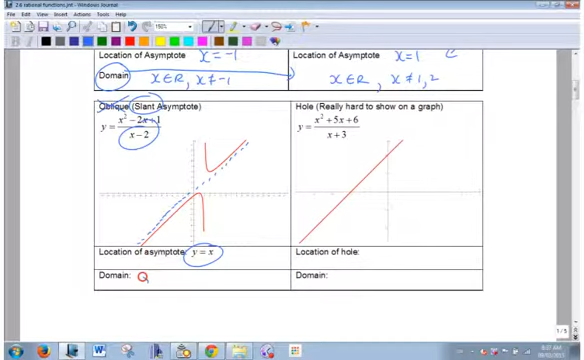 2.6 rational functions.jnt - Windows Journal
File Edit View Insert Actions Tools Help
150%
Location of Asymptote x = -1
Location of Asymptote x = 1
Domain x∈R, x≠-1
x∈R, x≠1,2
Oblique (Slant Asymptote)
y = (x² − 2x + 1)/(x − 2)
Hole (Really hard to show on a graph)
y = (x² + 5x + 6)/(x + 3)
Location of asymptote y = x
Location of hole:
Domain:
Domain:
1 / 5